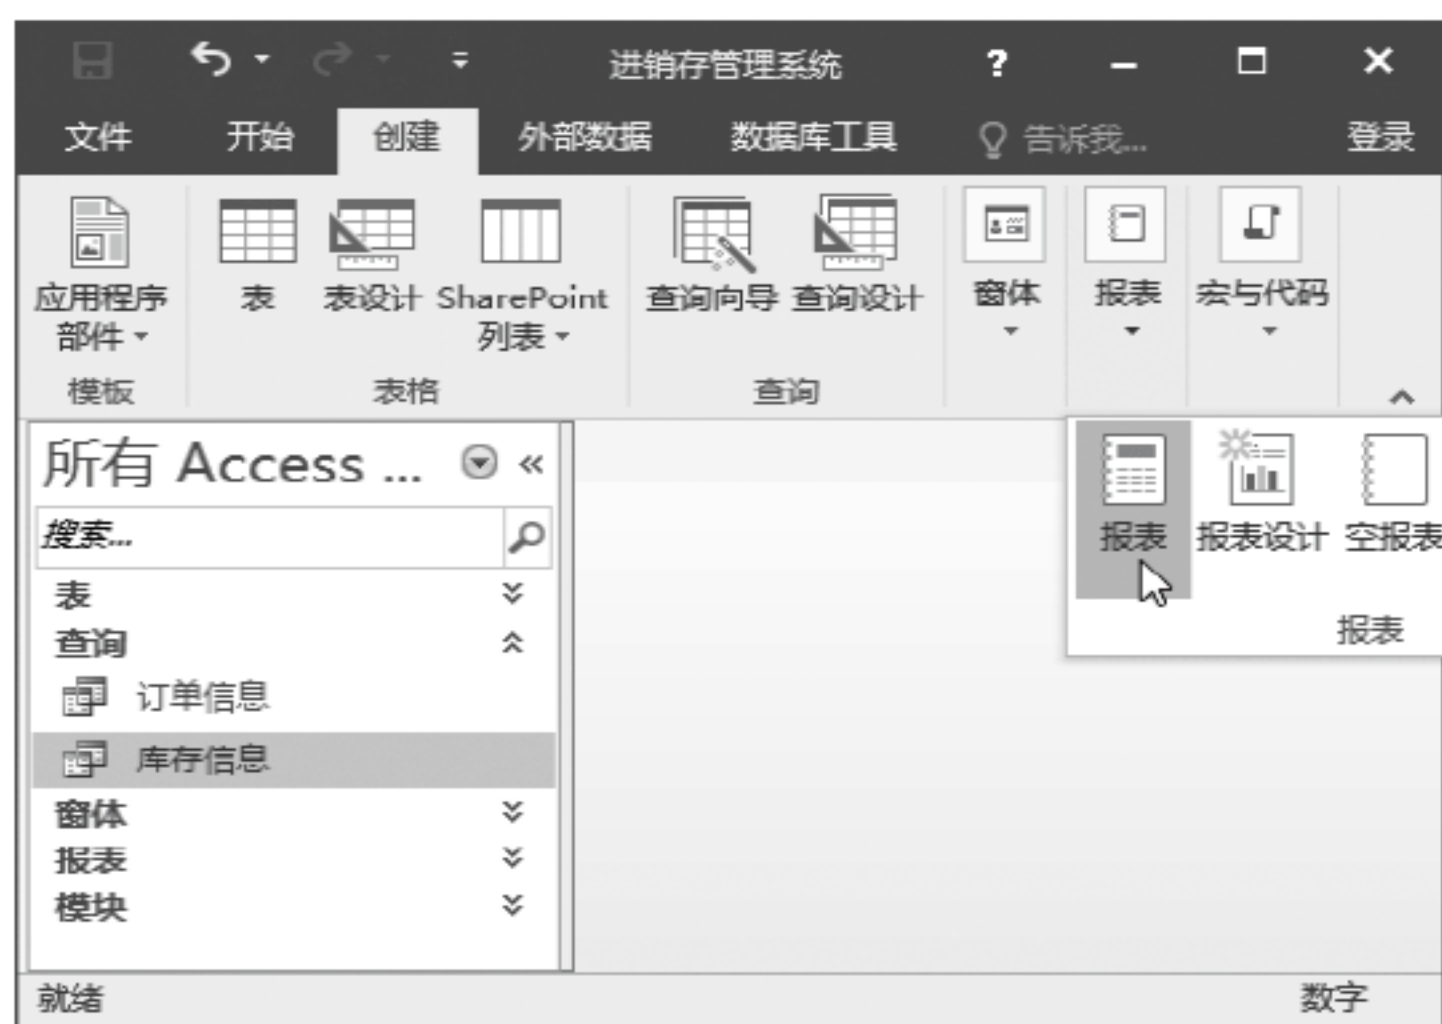 进销存管理系统 ?
文件 开始 创建 外部数据 数据库工具 告诉我... 登录
应用程序 表 表设计 SharePoint 查询向导 查询设计 窗体 报表 宏与代码
部件 列表
模板 表格 查询
所有 Access ... «
搜索...
报表 报表设计 空报表
报表
表
查询
订单信息
库存信息
窗体
报表
模块
就绪 数字